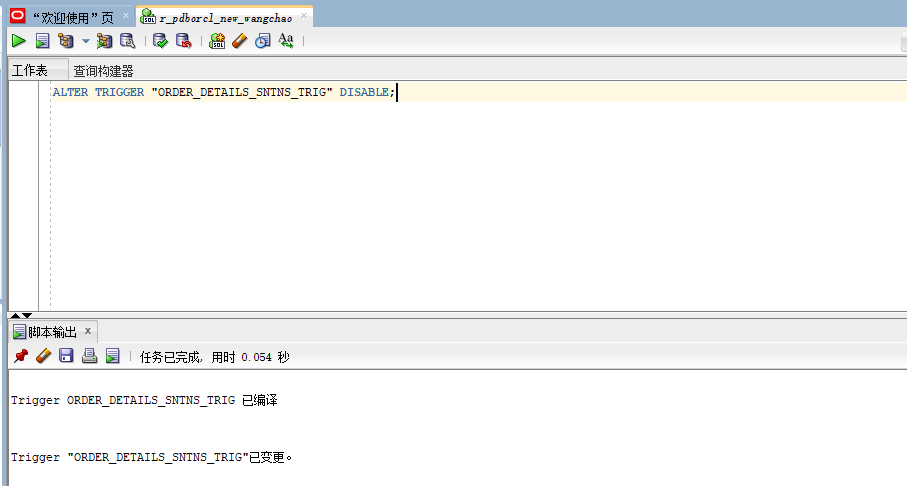 “欢迎使用”页
r_pdborcl_new_wangchao
工作表 查询构建器
ALTER TRIGGER "ORDER_DETAILS_SNTNS_TRIG" DISABLE;
脚本输出
任务已完成, 用时 0.054 秒
Trigger ORDER_DETAILS_SNTNS_TRIG 已编译
Trigger "ORDER_DETAILS_SNTNS_TRIG"已变更。